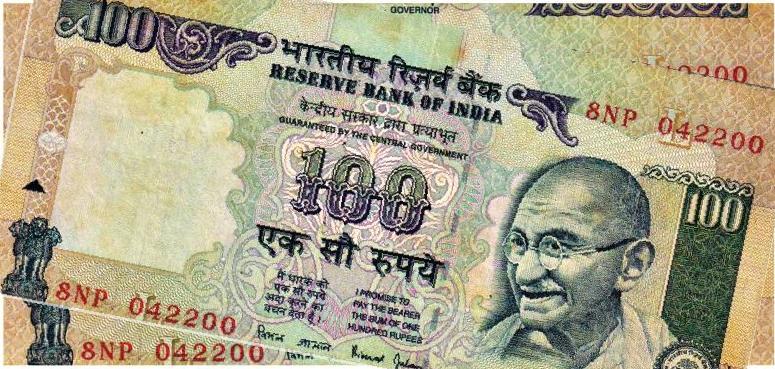 GOVERNOR
100
भारतीय रिज़र्व बैंक
RESERVE BANK OF INDIA
केन्द्रीय सरकार द्वारा प्रत्याभूत
GUARANTEED BY THE CENTRAL GOVERNMENT
8NP 042200
100
100
एक सौ रुपये
मैं धारक को
एक सौ रुपये
अदा करने का
वचन देता हूँ।
I PROMISE TO
PAY THE BEARER
THE SUM OF ONE
HUNDRED RUPEES
8NP 042200
8NP 042200